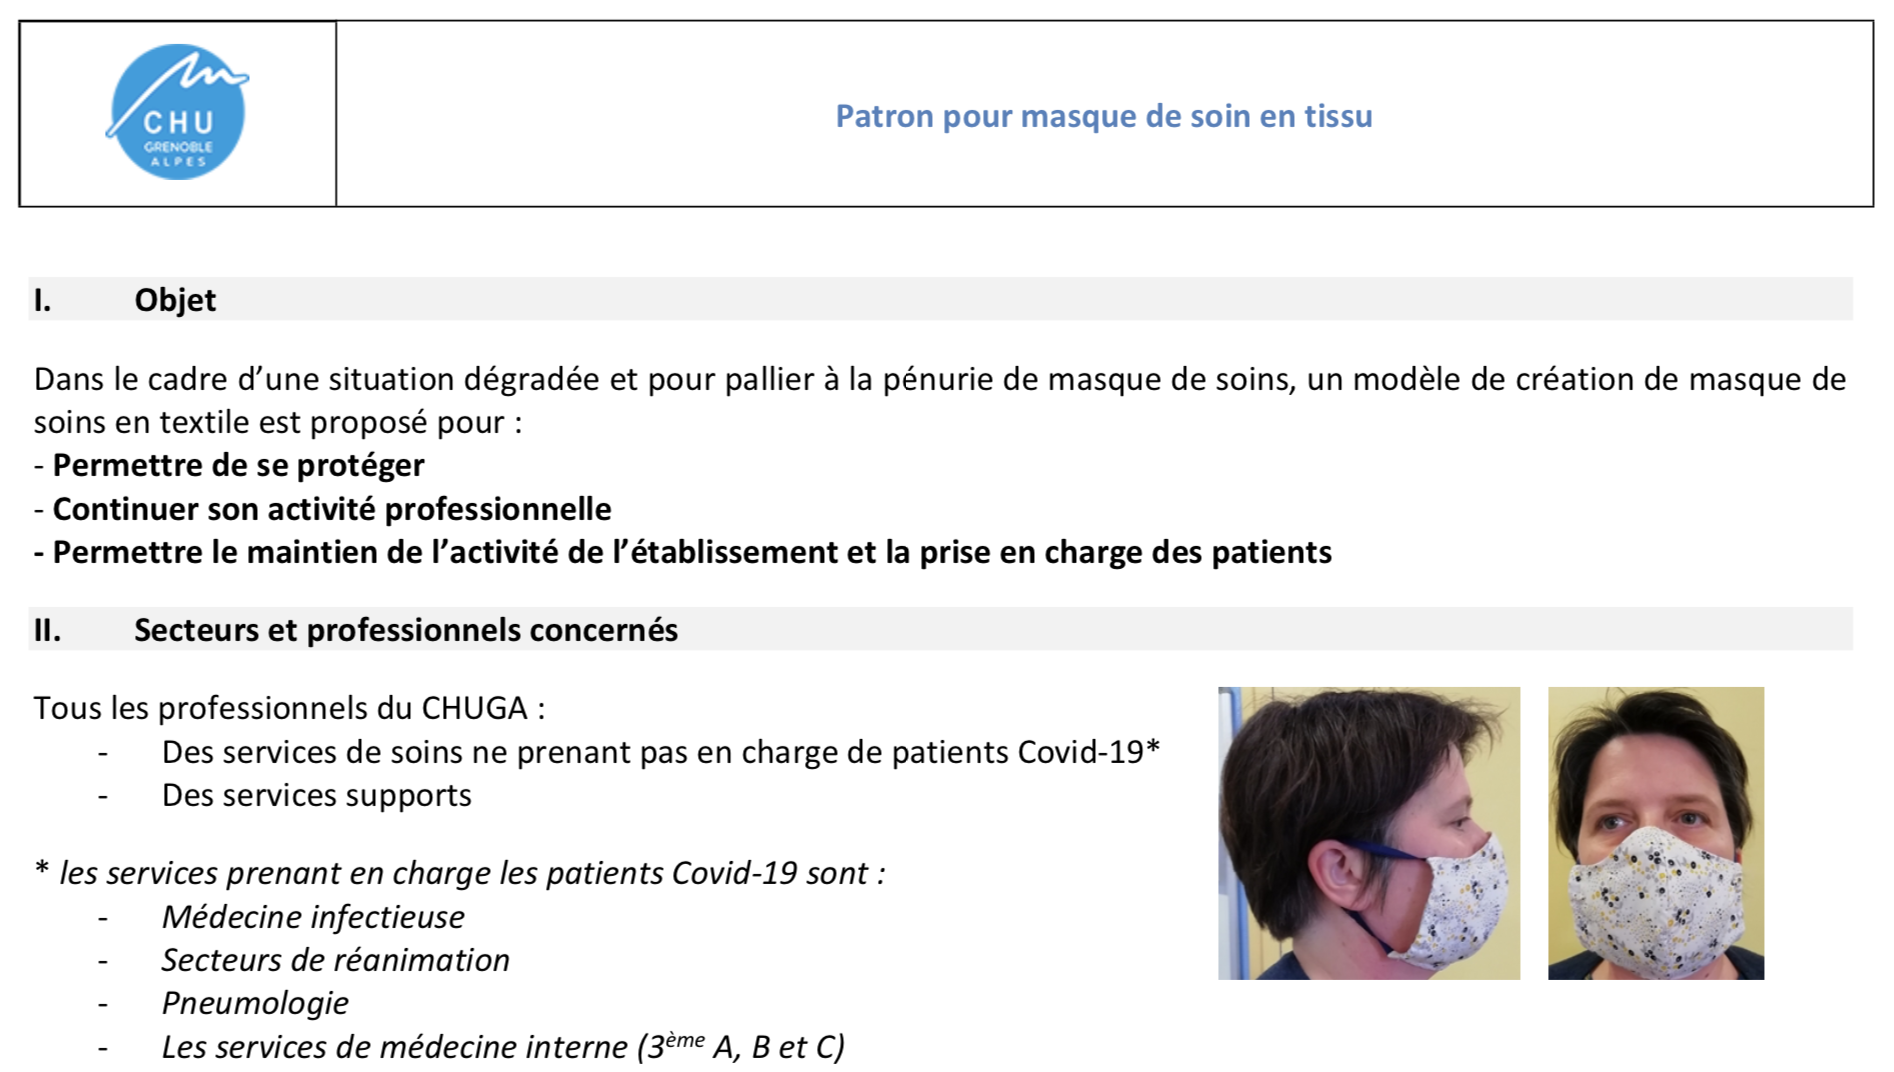 CHU
GRENOBLE
ALPES
Patron pour masque de soin en tissu
I. Objet
Dans le cadre d’une situation dégradée et pour pallier à la pénurie de masque de soins, un modèle de création de masque de
soins en textile est proposé pour :
- Permettre de se protéger
- Continuer son activité professionnelle
- Permettre le maintien de l’activité de l’établissement et la prise en charge des patients
II. Secteurs et professionnels concernés
Tous les professionnels du CHUGA :
- Des services de soins ne prenant pas en charge de patients Covid-19*
- Des services supports
* les services prenant en charge les patients Covid-19 sont :
- Médecine infectieuse
- Secteurs de réanimation
- Pneumologie
- Les services de médecine interne (3ème A, B et C)